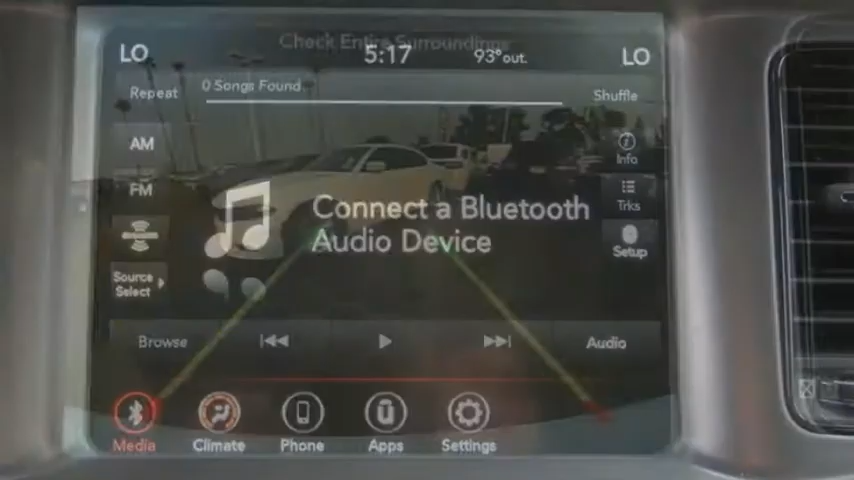 Check Entire Surroundings
LO
5:17
93°out.
LO
Repeat
0 Songs Found
Shuffle
AM
Info
FM
Connect a Bluetooth
Audio Device
Trks
Setup
Source
Select
Browse
Audio
Media
Climate
Phone
Apps
Settings